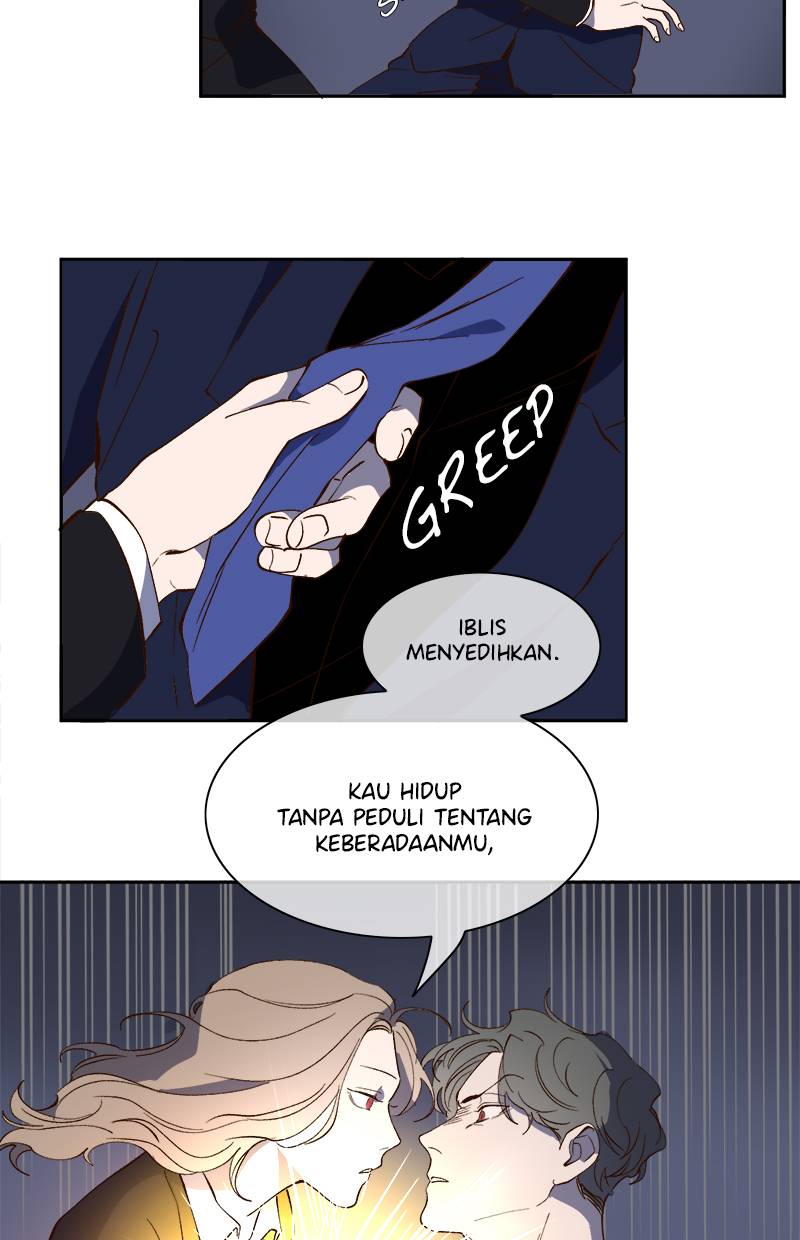 GREEP
IBLIS
MENYEDIHKAN.
KAU HIDUP
TANPA PEDULI TENTANG
KEBERADAANMU,